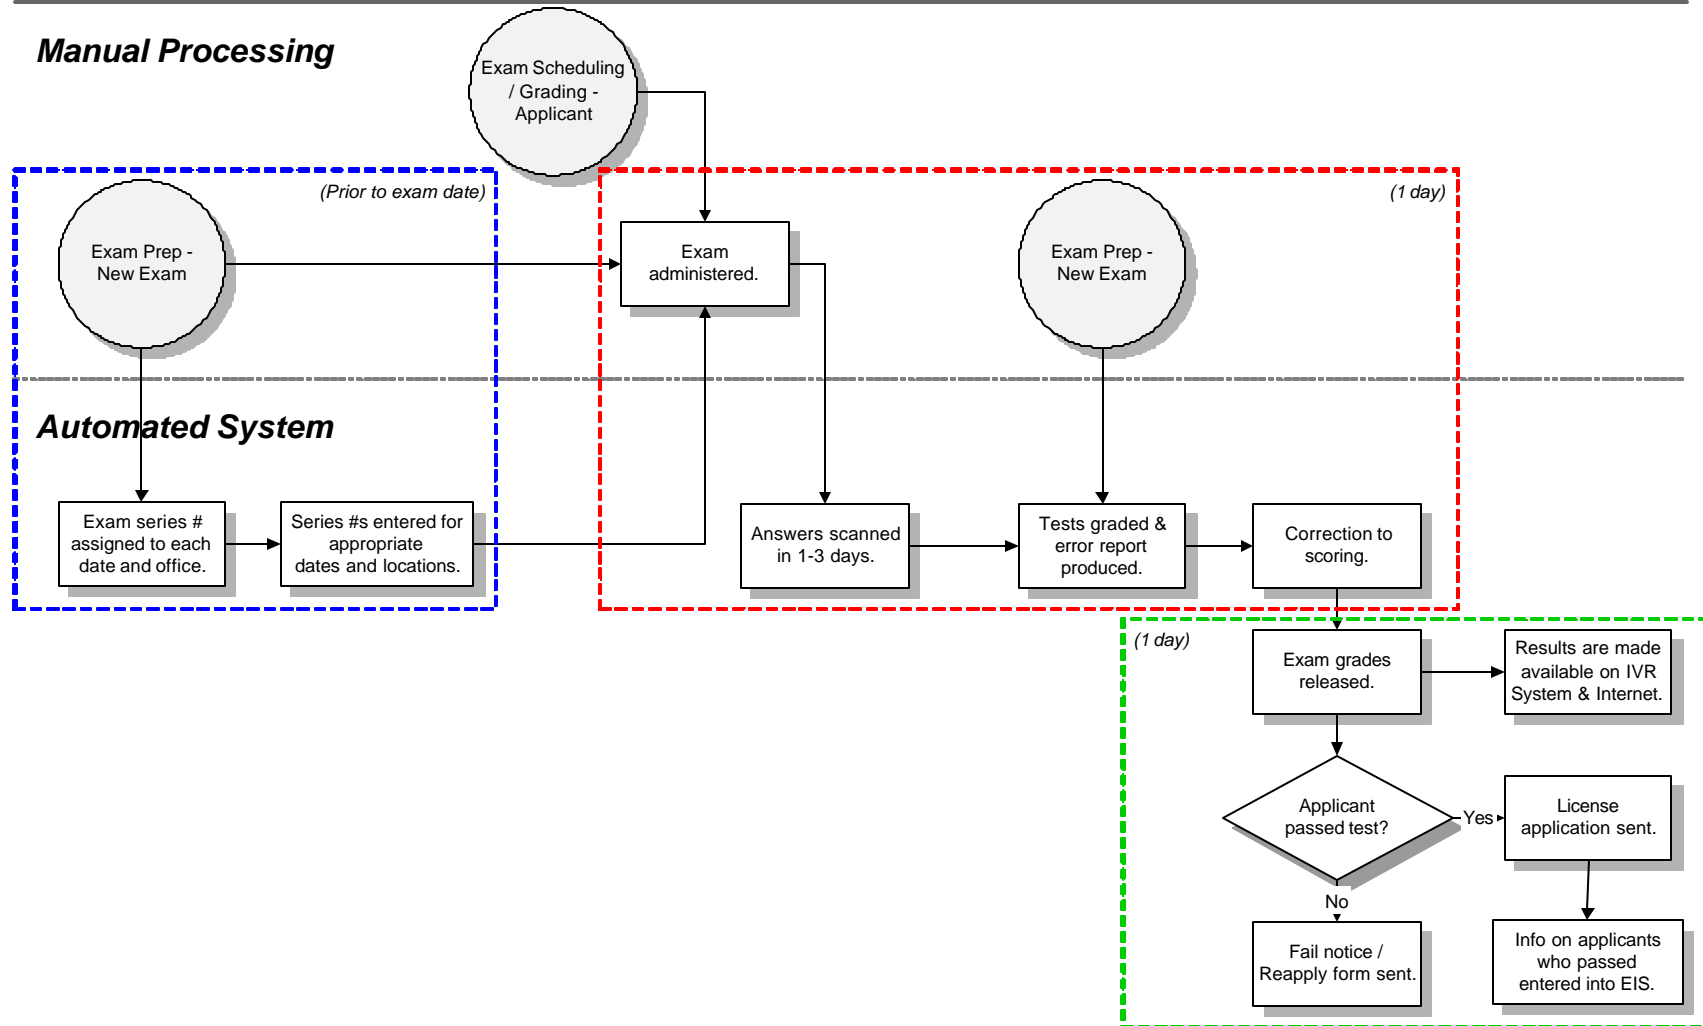 Manual Processing
Exam Scheduling
/ Grading -
Applicant
(Prior to exam date)
(1 day)
Exam Prep -
New Exam
Exam
administered.
Exam Prep -
New Exam
Automated System
Exam series #
assigned to each
date and office.
Series #s entered for
appropriate
dates and locations.
Answers scanned
in 1-3 days.
Tests graded &
error report
produced.
Correction to
scoring.
(1 day)
Exam grades
released.
Results are made
available on IVR
System & Internet.
Applicant
passed test?
Yes
License
application sent.
No
Fail notice /
Reapply form sent.
Info on applicants
who passed
entered into EIS.